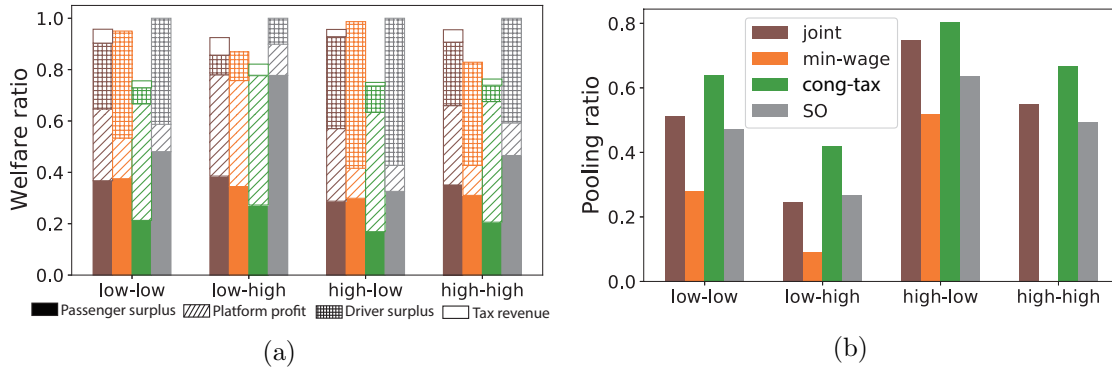 Welfare ratio
1.0
0.8
0.6
0.4
0.2
0.0
low-low low-high high-low high-high
Passenger surplus Platform profit Driver surplus Tax revenue
(a)
Pooling ratio
0.8
0.6
0.4
0.2
0.0
joint
min-wage
cong-tax
SO
low-low low-high high-low high-high
(b)